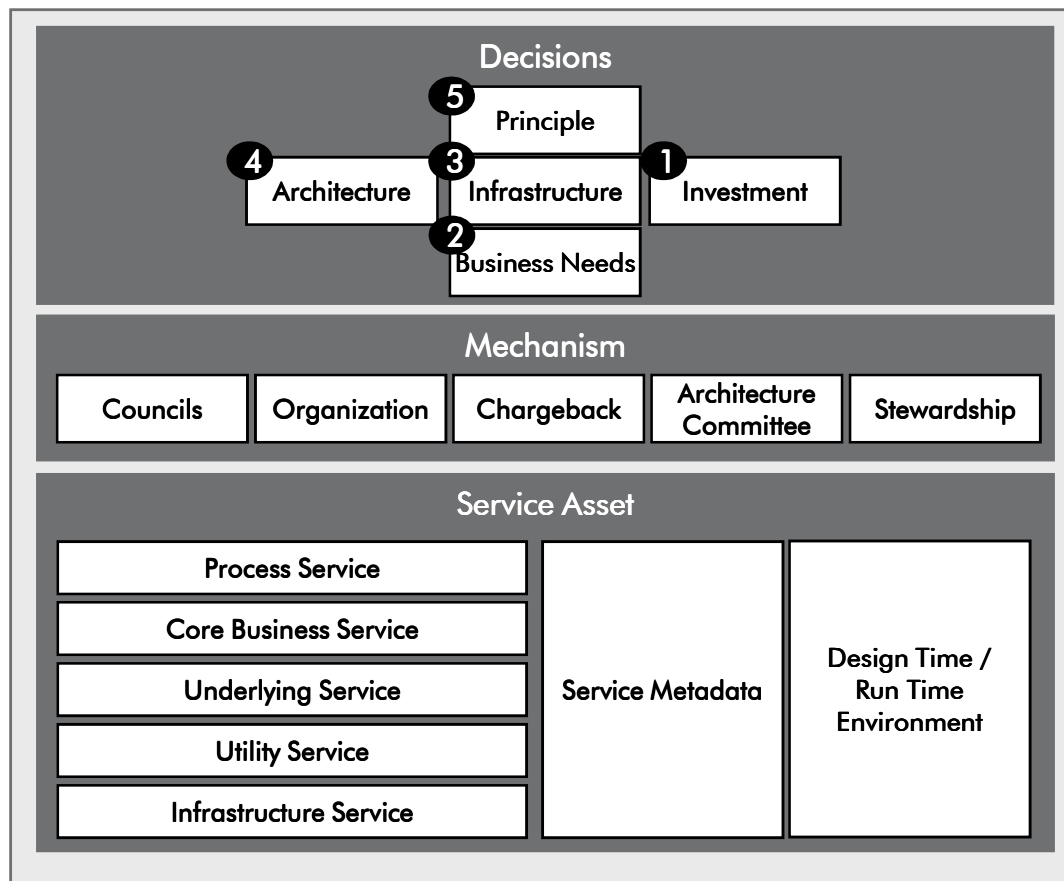 Decisions
5
Principle
4
Architecture
3
Infrastructure
1
Investment
2
Business Needs
Mechanism
Councils
Organization
Chargeback
Architecture
Committee
Stewardship
Service Asset
Process Service
Core Business Service
Underlying Service
Utility Service
Infrastructure Service
Service Metadata
Design Time /
Run Time
Environment